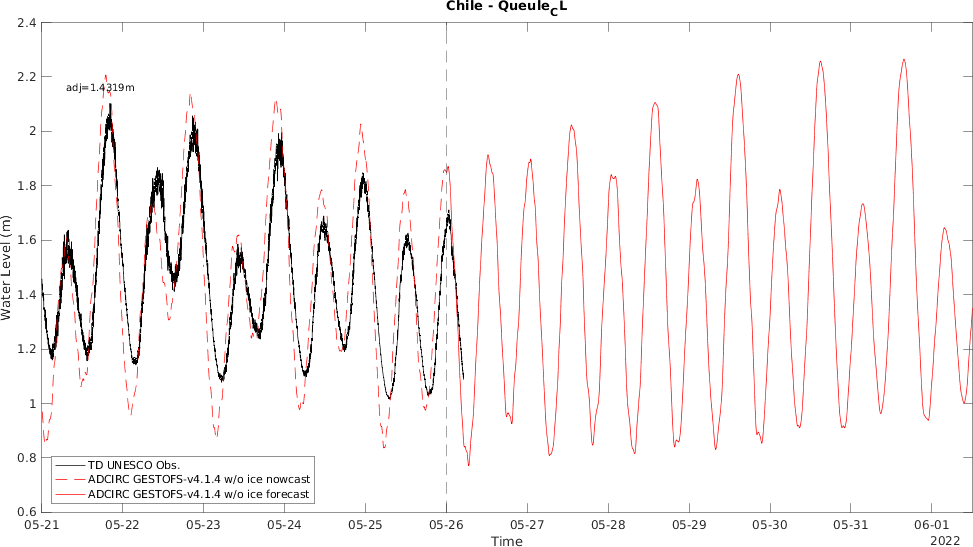 Chile - Queule_CL
2.4
2.2
adj=1.4319m
2
1.8
1.6
1.4
1.2
1
0.8
0.6
Water Level (m)
TD UNESCO Obs.
ADCIRC GESTOFS-v4.1.4 w/o ice nowcast
ADCIRC GESTOFS-v4.1.4 w/o ice forecast
05-21 05-22 05-23 05-24 05-25 05-26 05-27 05-28 05-29 05-30 05-31 06-01
Time
2022